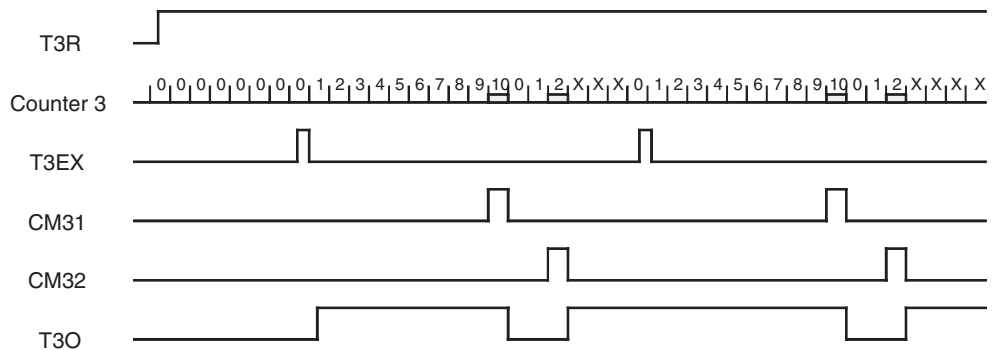 T3R
Counter 3 0 0 0 0 0 0 0 0 1 2 3 4 5 6 7 8 9 10 0 1 2 X X X 0 1 2 3 4 5 6 7 8 9 10 0 1 2 X X X X
T3EX
CM31
CM32
T3O